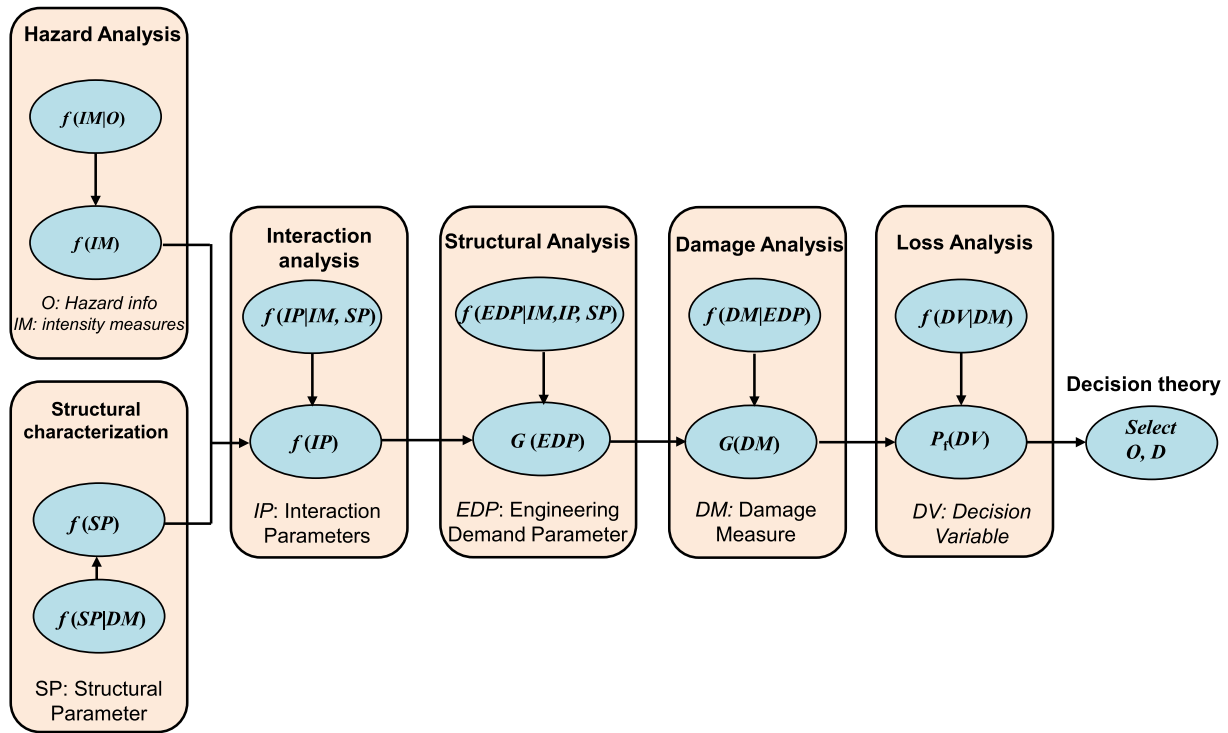 Hazard Analysis
f (IM|O)
f (IM)
O: Hazard info
IM: intensity measures
Structural
characterization
f (SP)
f (SP|DM)
SP: Structural
Parameter
Interaction
analysis
f (IP|IM, SP)
f (IP)
IP: Interaction
Parameters
Structural Analysis
f (EDP|IM,IP, SP)
G (EDP)
EDP: Engineering
Demand Parameter
Damage Analysis
f (DM|EDP)
G(DM)
DM: Damage
Measure
Loss Analysis
f (DV|DM)
Pf(DV)
DV: Decision
Variable
Decision theory
Select
O, D